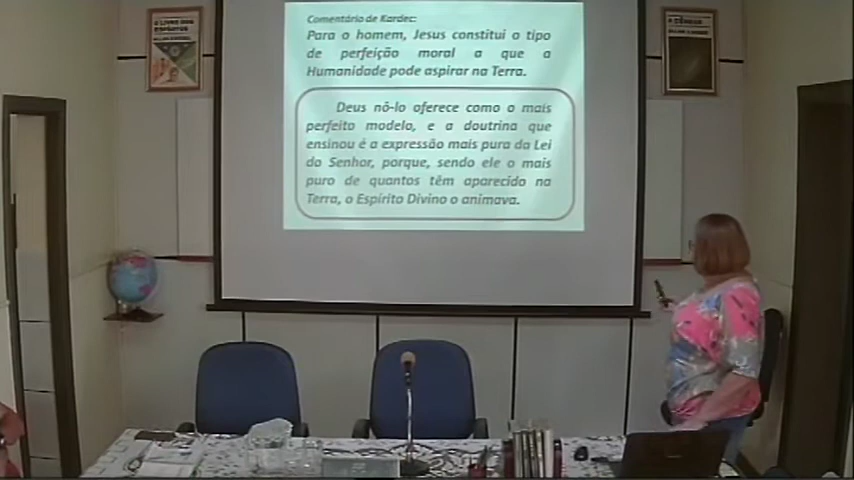 O LIVRO DOS
ESPÍRITOS
A GÊNESE
Comentário de Kardec:
Para o homem, Jesus constitui o tipo
de perfeição moral a que a
Humanidade pode aspirar na Terra.
Deus nô-lo oferece como o mais
perfeito modelo, e a doutrina que
ensinou é a expressão mais pura da Lei
do Senhor, porque, sendo ele o mais
puro de quantos têm aparecido na
Terra, o Espírito Divino o animava.